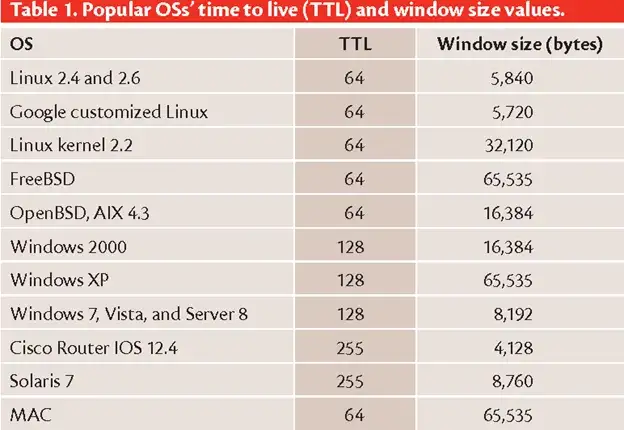 Table 1. Popular OSs’ time to live (TTL) and window size values.
OS TTL Window size (bytes)
Linux 2.4 and 2.6 64 5,840
Google customized Linux 64 5,720
Linux kernel 2.2 64 32,120
FreeBSD 64 65,535
OpenBSD, AIX 4.3 64 16,384
Windows 2000 128 16,384
Windows XP 128 65,535
Windows 7, Vista, and Server 8 128 8,192
Cisco Router IOS 12.4 255 4,128
Solaris 7 255 8,760
MAC 64 65,535